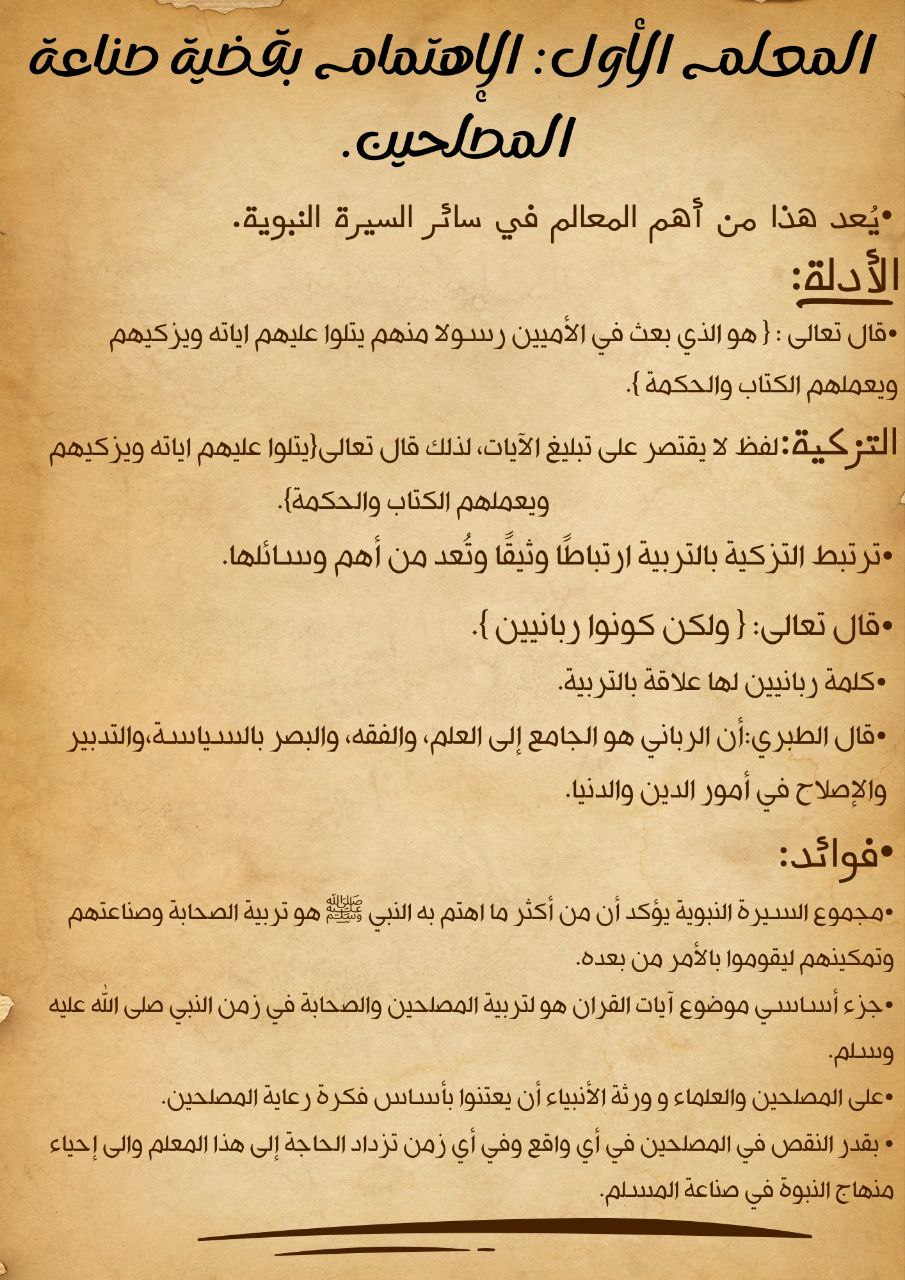 المعلم الأول: الإهتمام بقضية صناعة
المصلحين.
•يُعد هذا من أهم المعالم في سائر السيرة النبوية.
الأدلة:
•قال تعالى : { هو الذي بعث في الأميين رسولا منهم يتلوا عليهم اياته ويزكيهم
ويعملهم الكتاب والحكمة }.
التزكية:لفظ لا يقتصر على تبليغ الآيات، لذلك قال تعالى{يتلوا عليهم اياته ويزكيهم
ويعملهم الكتاب والحكمة}.
•ترتبط التزكية بالتربية ارتباطًا وثيقًا وتُعد من أهم وسائلها.
•قال تعالى: { ولكن كونوا ربانيين }.
•كلمة ربانيين لها علاقة بالتربية.
•قال الطبري:أن الرباني هو الجامع إلى العلم، والفقه، والبصر بالسياسة،والتدبير
والإصلاح في أمور الدين والدنيا.
•فوائد:
•مجموع السيرة النبوية يؤكد أن من أكثر ما اهتم به النبي ﷺ هو تربية الصحابة وصناعتهم
وتمكينهم ليقوموا بالأمر من بعده.
•جزء أساسي موضوع آيات القران هو لتربية المصلحين والصحابة في زمن النبي صلى الله عليه
وسلم.
•على المصلحين والعلماء و ورثة الأنبياء أن يعتنوا بأساس فكرة رعاية المصلحين.
• بقدر النقص في المصلحين في أي واقع وفي أي زمن تزداد الحاجة إلى هذا المعلم والى إحياء
منهاج النبوة في صناعة المسلم.